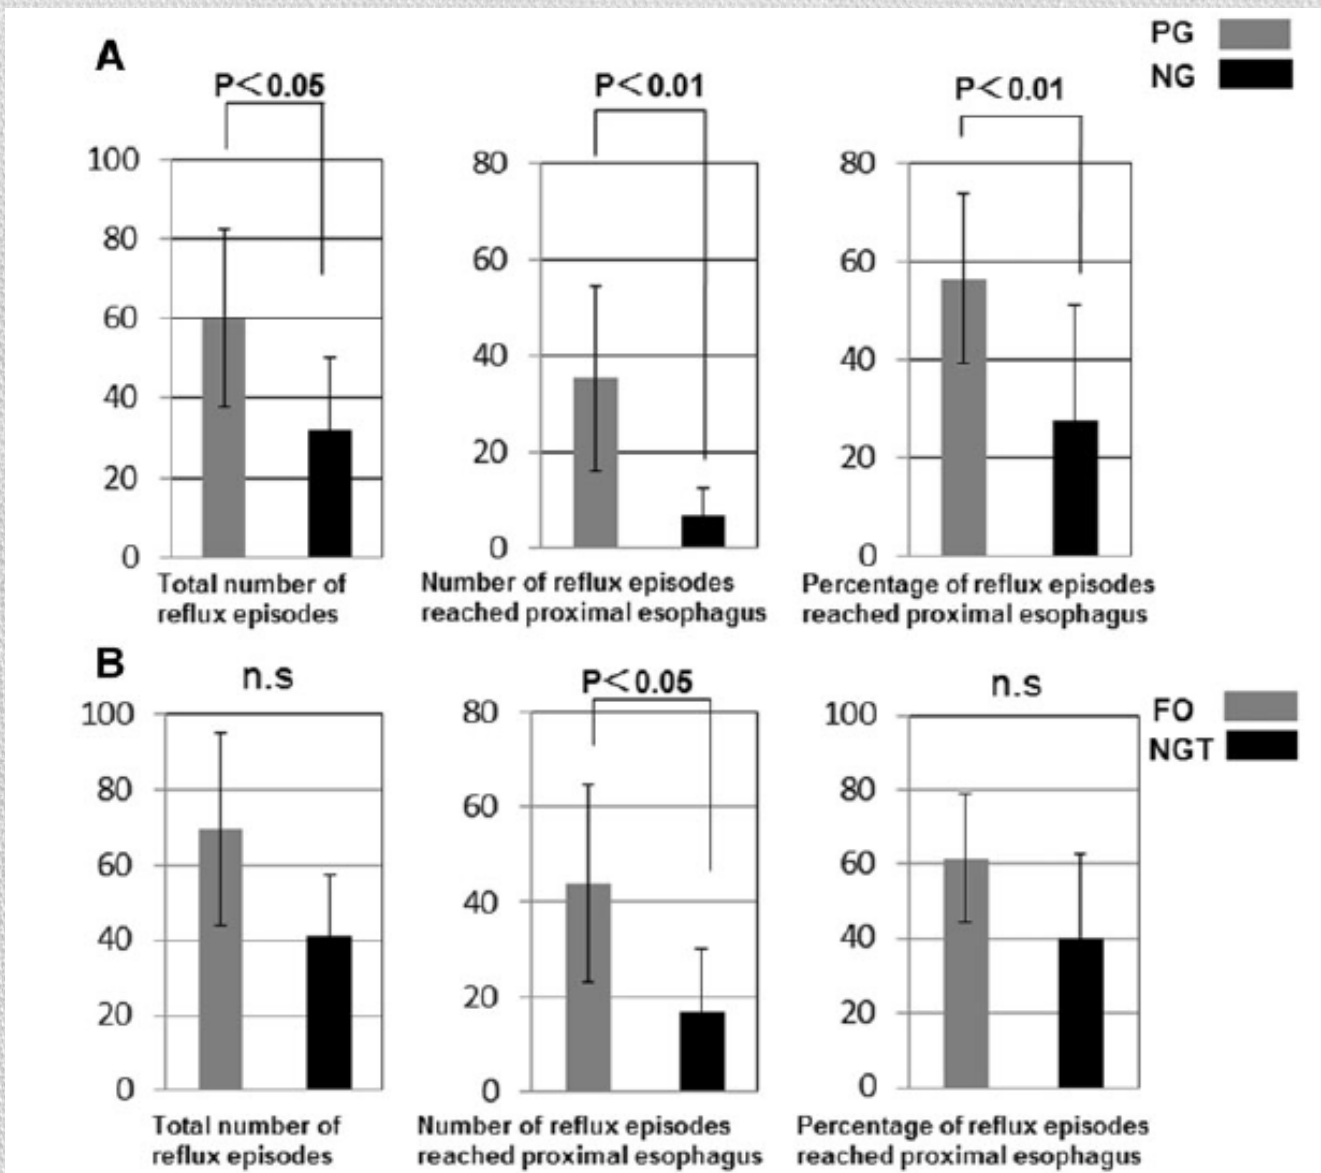 A
PG
NG
P<0.05
P<0.01
P<0.01
100
80
60
40
20
0
80
60
40
20
0
80
60
40
20
0
Total number of
reflux episodes
Number of reflux episodes
reached proximal esophagus
Percentage of reflux episodes
reached proximal esophagus
B
n.s
P<0.05
n.s
FO
NGT
100
80
60
40
20
0
80
60
40
20
0
100
80
60
40
20
0
Total number of
reflux episodes
Number of reflux episodes
reached proximal esophagus
Percentage of reflux episodes
reached proximal esophagus